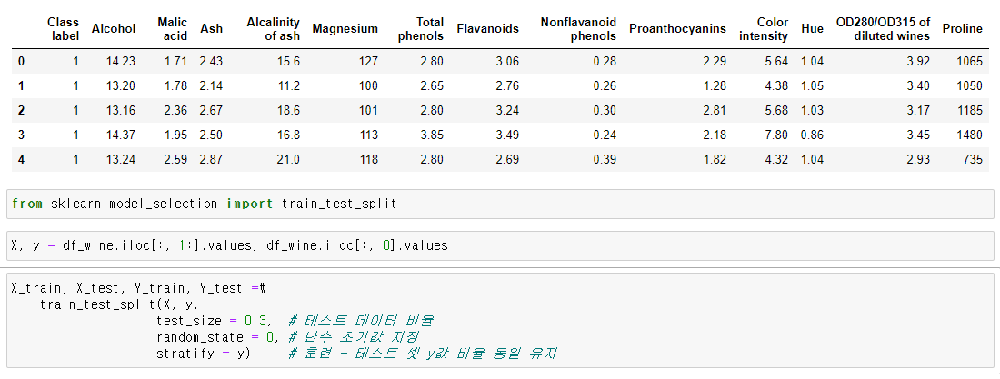 Class label Alcohol Malic acid Ash Alcalinity of ash Magnesium Total phenols Flavanoids Nonflavanoid phenols Proanthocyanins Color intensity Hue OD280/OD315 of diluted wines Proline
0 1 14.23 1.71 2.43 15.6 127 2.80 3.06 0.28 2.29 5.64 1.04 3.92 1065
1 1 13.20 1.78 2.14 11.2 100 2.65 2.76 0.26 1.28 4.38 1.05 3.40 1050
2 1 13.16 2.36 2.67 18.6 101 2.80 3.24 0.30 2.81 5.68 1.03 3.17 1185
3 1 14.37 1.95 2.50 16.8 113 3.85 3.49 0.24 2.18 7.80 0.86 3.45 1480
4 1 13.24 2.59 2.87 21.0 118 2.80 2.69 0.39 1.82 4.32 1.04 2.93 735
from sklearn.model_selection import train_test_split
X, y = df_wine.iloc[:, 1:].values, df_wine.iloc[:, 0].values
X_train, X_test, Y_train, Y_test =₩
train_test_split(X, y,
test_size = 0.3, # 테스트 데이터 비율
random_state = 0, # 난수 초기값 지정
stratify = y) # 훈련 - 테스트 셋 y값 비율 동일 유지